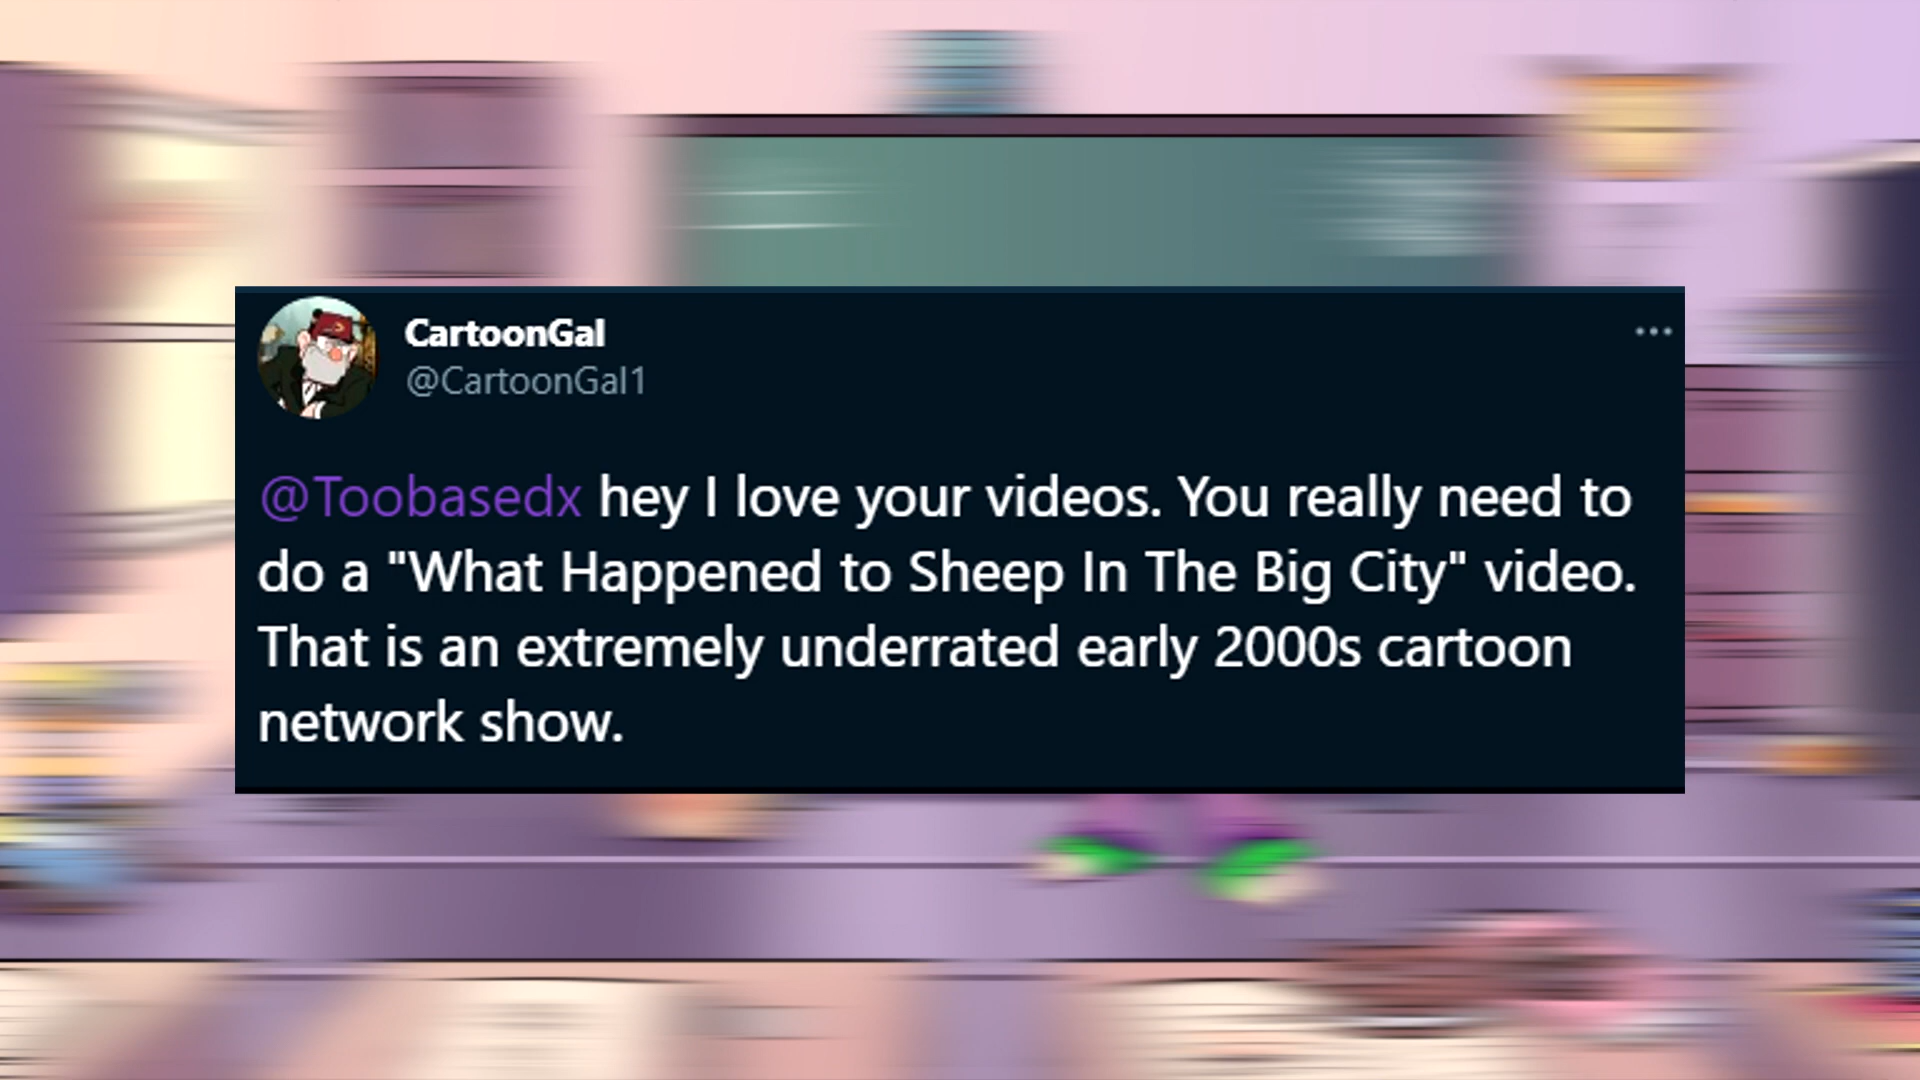 CartoonGal
@CartoonGal1
@Toobasedx hey I love your videos. You really need to
do a "What Happened to Sheep In The Big City" video.
That is an extremely underrated early 2000s cartoon
network show.